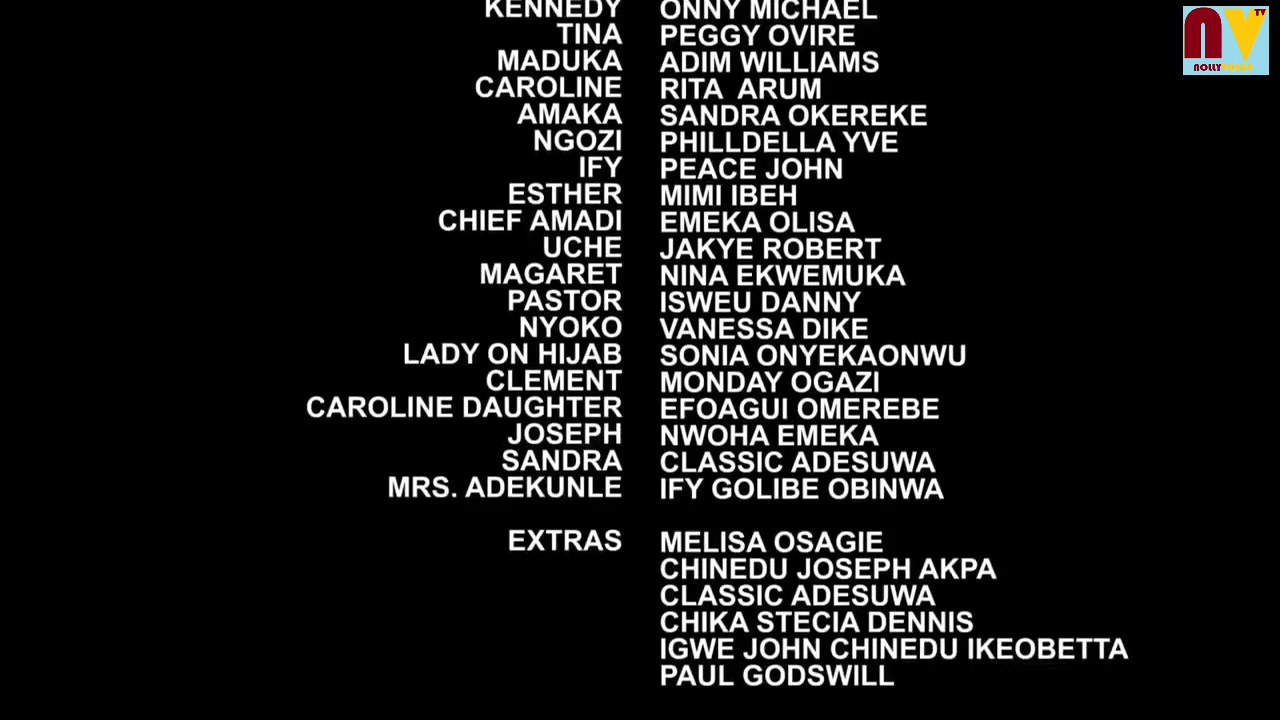 KENNEDY ONNY MICHAEL
TINA PEGGY OVIRE
MADUKA ADIM WILLIAMS
CAROLINE RITA ARUM
AMAKA SANDRA OKEREKE
NGOZI PHILLDELLA YVE
IFY PEACE JOHN
ESTHER MIMI IBEH
CHIEF AMADI EMEKA OLISA
UCHE JAKYE ROBERT
MAGARET NINA EKWEMUKA
PASTOR ISWEU DANNY
NYOKO VANESSA DIKE
LADY ON HIJAB SONIA ONYEKAONWU
CLEMENT MONDAY OGAZI
CAROLINE DAUGHTER EFOAGUI OMEREBE
JOSEPH NWOHA EMEKA
SANDRA CLASSIC ADESUWA
MRS. ADEKUNLE IFY GOLIBE OBINWA
EXTRAS MELISA OSAGIE
CHINEDU JOSEPH AKPA
CLASSIC ADESUWA
CHIKA STECIA DENNIS
IGWE JOHN CHINEDU IKEOBETTA
PAUL GODSWILL
NV TV